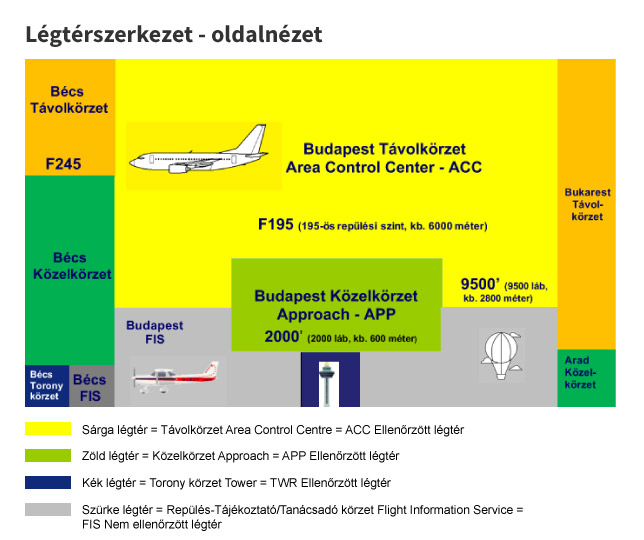 Légtérszerkezet - oldalnézet
Bécs
Távolkörzet
F245
Budapest Távolkörzet
Area Control Center - ACC
Bukarest
Távol-
körzet
F195 (195-ös repülési szint, kb. 6000 méter)
Bécs
Közelkörzet
9500’ (9500 láb,
kb. 2800 méter)
Budapest Közelkörzet
Approach - APP
2000’ (2000 láb, kb. 600 méter)
Budapest
FIS
Bécs
Torony
körzet
Bécs
FIS
Arad
Közel-
körzet
Sárga légtér = Távolkörzet Area Control Centre = ACC Ellenőrzött légtér
Zöld légtér = Közelkörzet Approach = APP Ellenőrzött légtér
Kék légtér = Torony körzet Tower = TWR Ellenőrzött légtér
Szürke légtér = Repülés-Tájékoztató/Tanácsadó körzet Flight Information Service =
FIS Nem ellenőrzött légtér